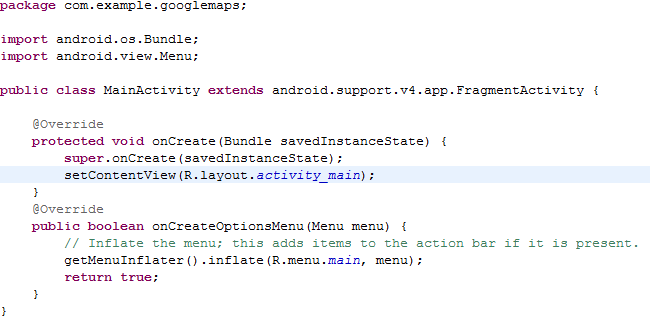 package com.example.googlemaps;
import android.os.Bundle;
import android.view.Menu;
public class MainActivity extends android.support.v4.app.FragmentActivity {
@Override
protected void onCreate(Bundle savedInstanceState) {
super.onCreate(savedInstanceState);
setContentView(R.layout.activity_main);
}
@Override
public boolean onCreateOptionsMenu(Menu menu) {
// Inflate the menu; this adds items to the action bar if it is present.
getMenuInflater().inflate(R.menu.main, menu);
return true;
}
}